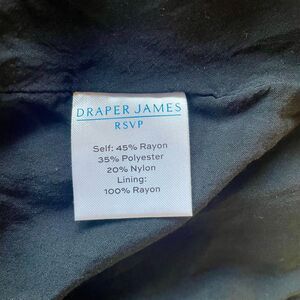 DRAPER JAMES
RSVP
Self: 45% Rayon
35% Polyester
20% Nylon
Lining:
100% Rayon